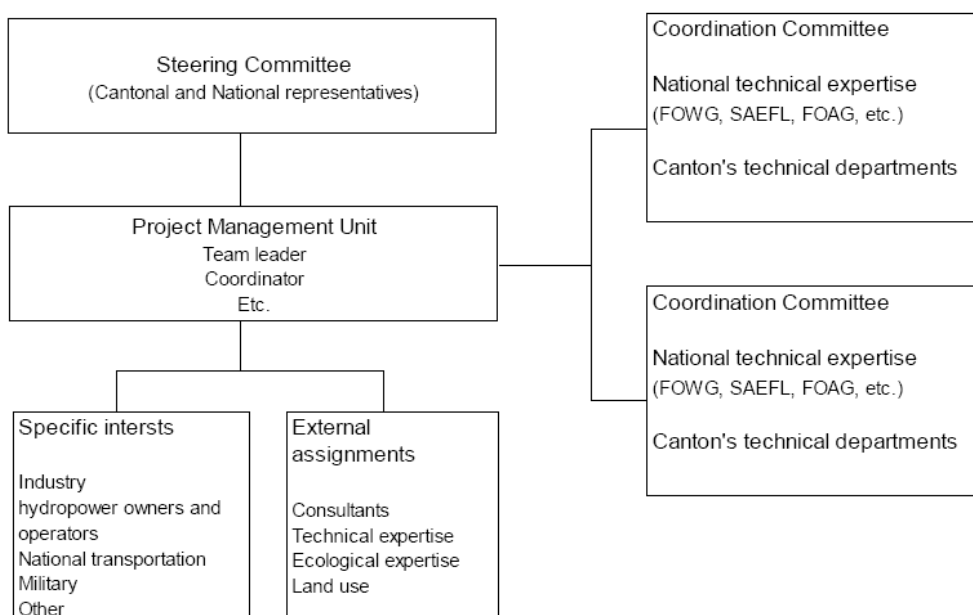 Steering Committee
(Cantonal and National representatives)
Project Management Unit
Team leader
Coordinator
Etc.
Specific intersts
Industry
hydropower owners and
operators
National transportation
Military
Other
External
assignments
Consultants
Technical expertise
Ecological expertise
Land use
Coordination Committee
National technical expertise
(FOWG, SAEFL, FOAG, etc.)
Canton's technical departments
Coordination Committee
National technical expertise
(FOWG, SAEFL, FOAG, etc.)
Canton's technical departments